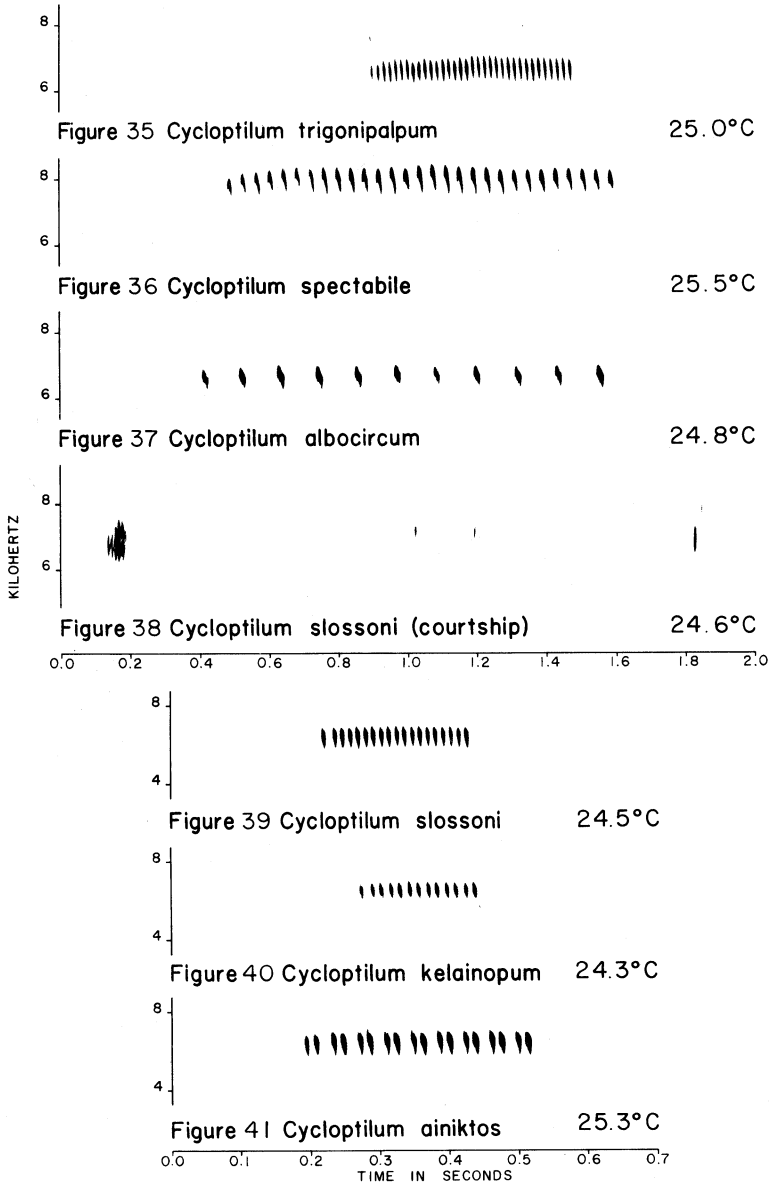 8
6
Figure 35 Cycloptilum trigonipalpum 25.0°C
8
6
Figure 36 Cycloptilum spectabile 25.5°C
8
6
Figure 37 Cycloptilum albocircum 24.8°C
KILOHERTZ
8
6
Figure 38 Cycloptilum slossoni (courtship) 24.6°C
0.0 0.2 0.4 0.6 0.8 1.0 1.2 1.4 1.6 1.8 2.0
8
4
Figure 39 Cycloptilum slossoni 24.5°C
8
4
Figure 40 Cycloptilum kelainopum 24.3°C
8
4
Figure 41 Cycloptilum ainiktos 25.3°C
0.0 0.1 0.2 0.3 0.4 0.5 0.6 0.7
TIME IN SECONDS